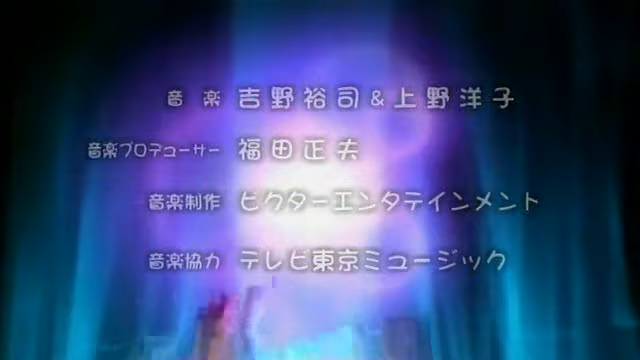 音 楽 吉野裕司&上野洋子
音楽プロデューサー 福田正夫
音楽制作 ビクターエンタテインメント
音楽協力 テレビ東京ミュージック